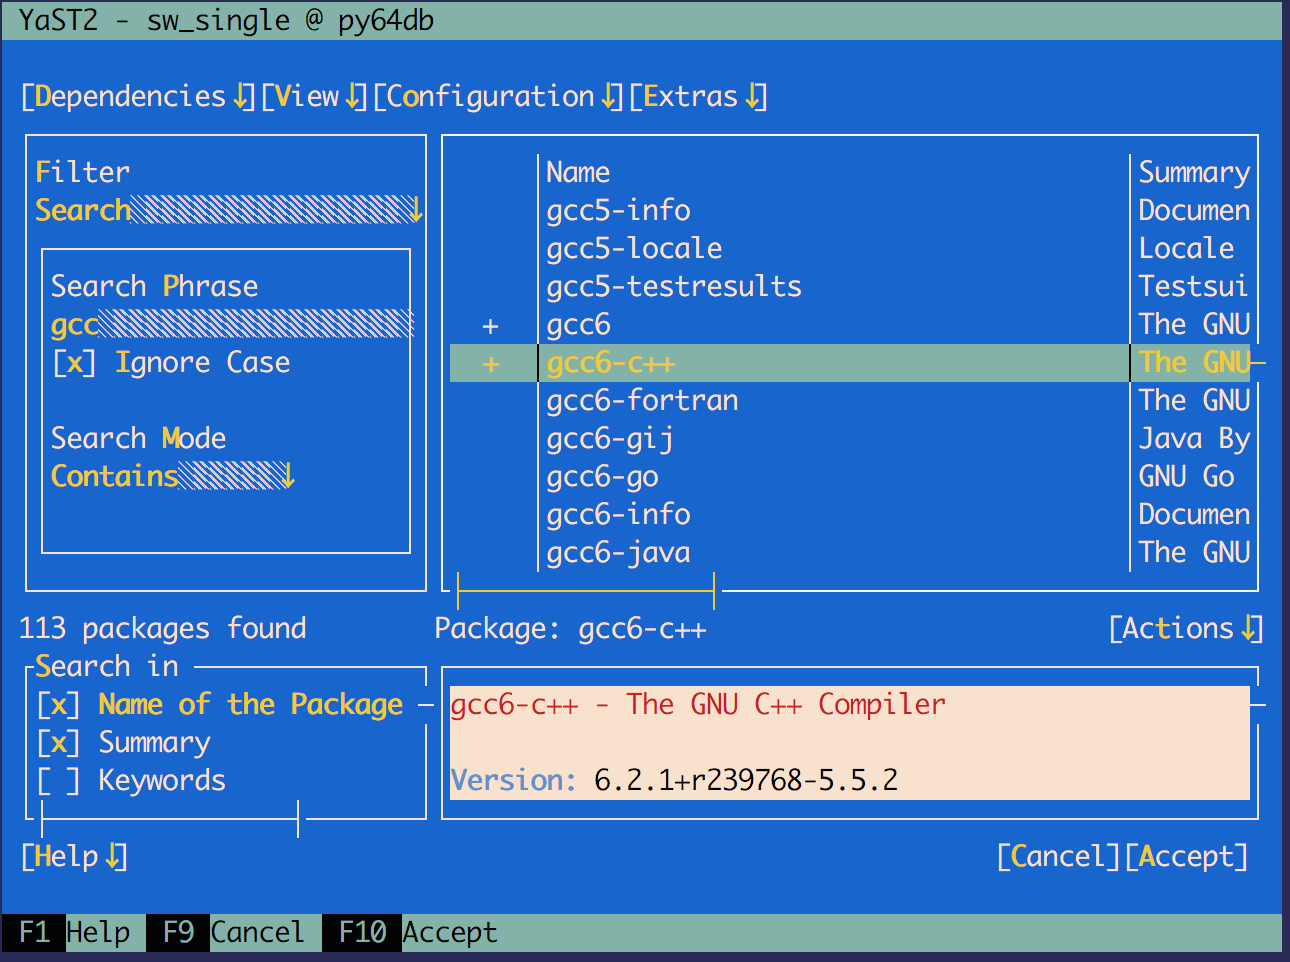 YaST2 - sw_single @ py64db
[Dependencies↓][View↓][Configuration↓][Extras↓]
Filter
Search↓
Search Phrase
gcc
[x] Ignore Case
Search Mode
Contains↓
Name Summary
gcc5-info Documen
gcc5-locale Locale
gcc5-testresults Testsui
+ gcc6 The GNU
+ gcc6-c++ The GNU
gcc6-fortran The GNU
gcc6-gij Java By
gcc6-go GNU Go
gcc6-info Documen
gcc6-java The GNU
113 packages found
Package: gcc6-c++ [Actions↓]
Search in
[x] Name of the Package
[x] Summary
[ ] Keywords
gcc6-c++ - The GNU C++ Compiler
Version: 6.2.1+r239768-5.5.2
[Help↓] [Cancel][Accept]
F1 Help F9 Cancel F10 Accept